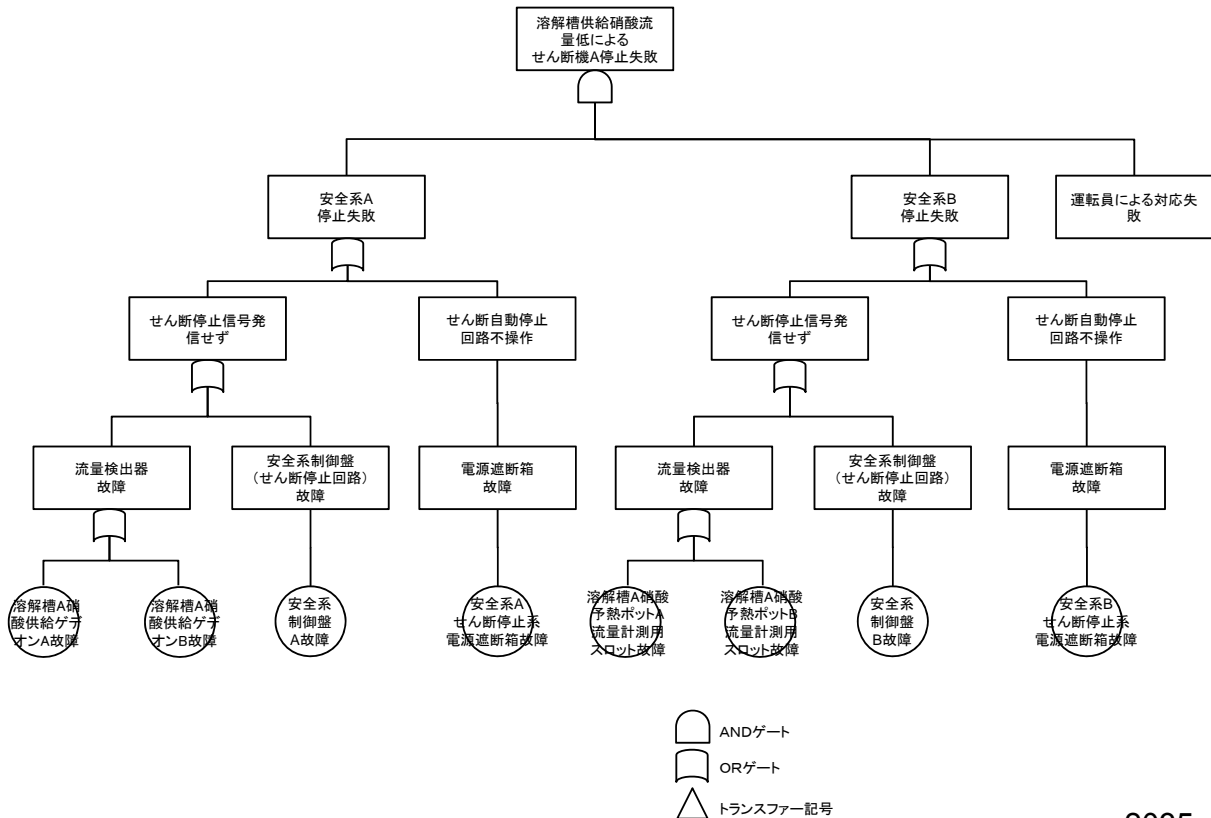 溶解槽供給硝酸流
量低による
せん断機A停止失敗
安全系A
停止失敗
安全系B
停止失敗
運転員による対応失
敗
せん断停止信号発
信せず
せん断自動停止
回路不操作
せん断停止信号発
信せず
せん断自動停止
回路不操作
流量検出器
故障
安全系制御盤
(せん断停止回路)
故障
電源遮断箱
故障
流量検出器
故障
安全系制御盤
(せん断停止回路)
故障
電源遮断箱
故障
溶解槽A硝
酸供給ゲデ
オンA故障
溶解槽A硝
酸供給ゲデ
オンB故障
安全系
制御盤
A故障
安全系A
せん断停止系
電源遮断箱故障
溶解槽A硝酸
予熱ポットA
流量計測用
スロット故障
溶解槽A硝酸
予熱ポットB
流量計測用
スロット故障
安全系
制御盤
B故障
安全系B
せん断停止系
電源遮断箱故障
ANDゲート
ORゲート
トランスファー記号